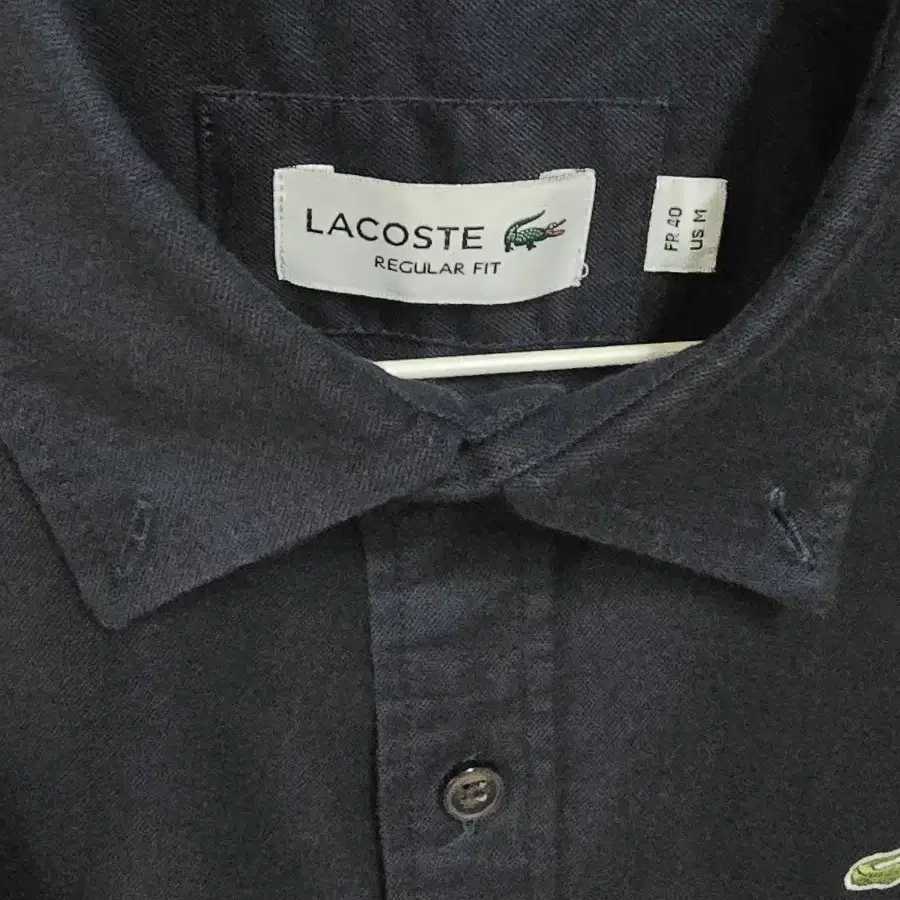 LACOSTE
REGULAR FIT
FR 40
US M